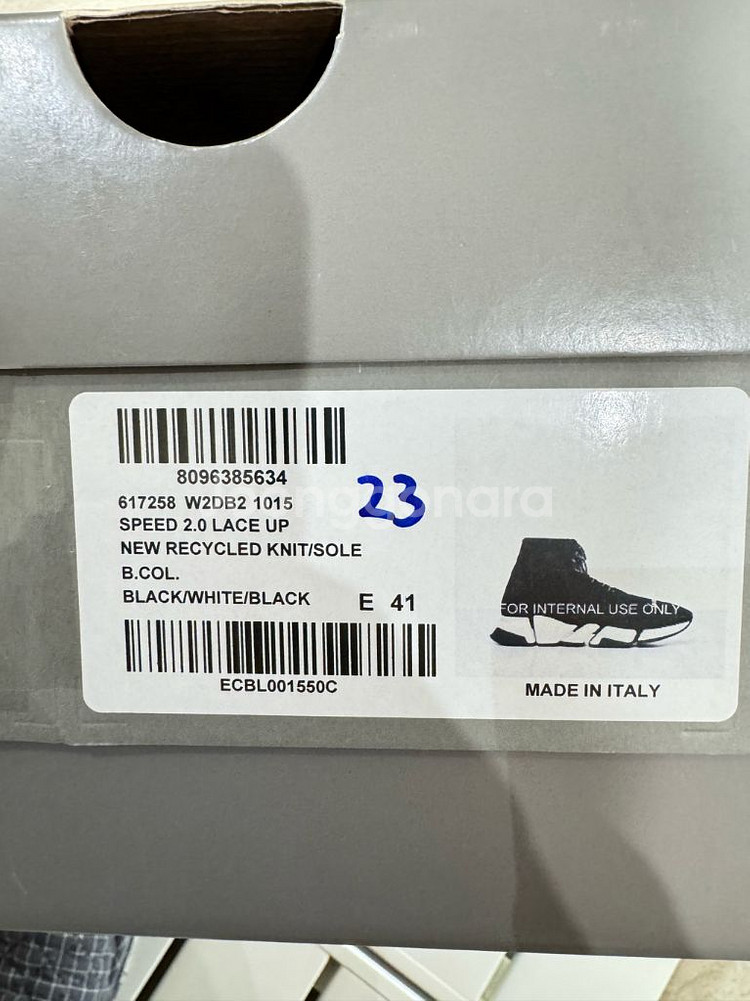 8096385634
23
617258 W2DB2 1015
SPEED 2.0 LACE UP
NEW RECYCLED KNIT/SOLE
B.COL.
BLACK/WHITE/BLACK E 41
ECBL001550C
FOR INTERNAL USE ONLY
MADE IN ITALY